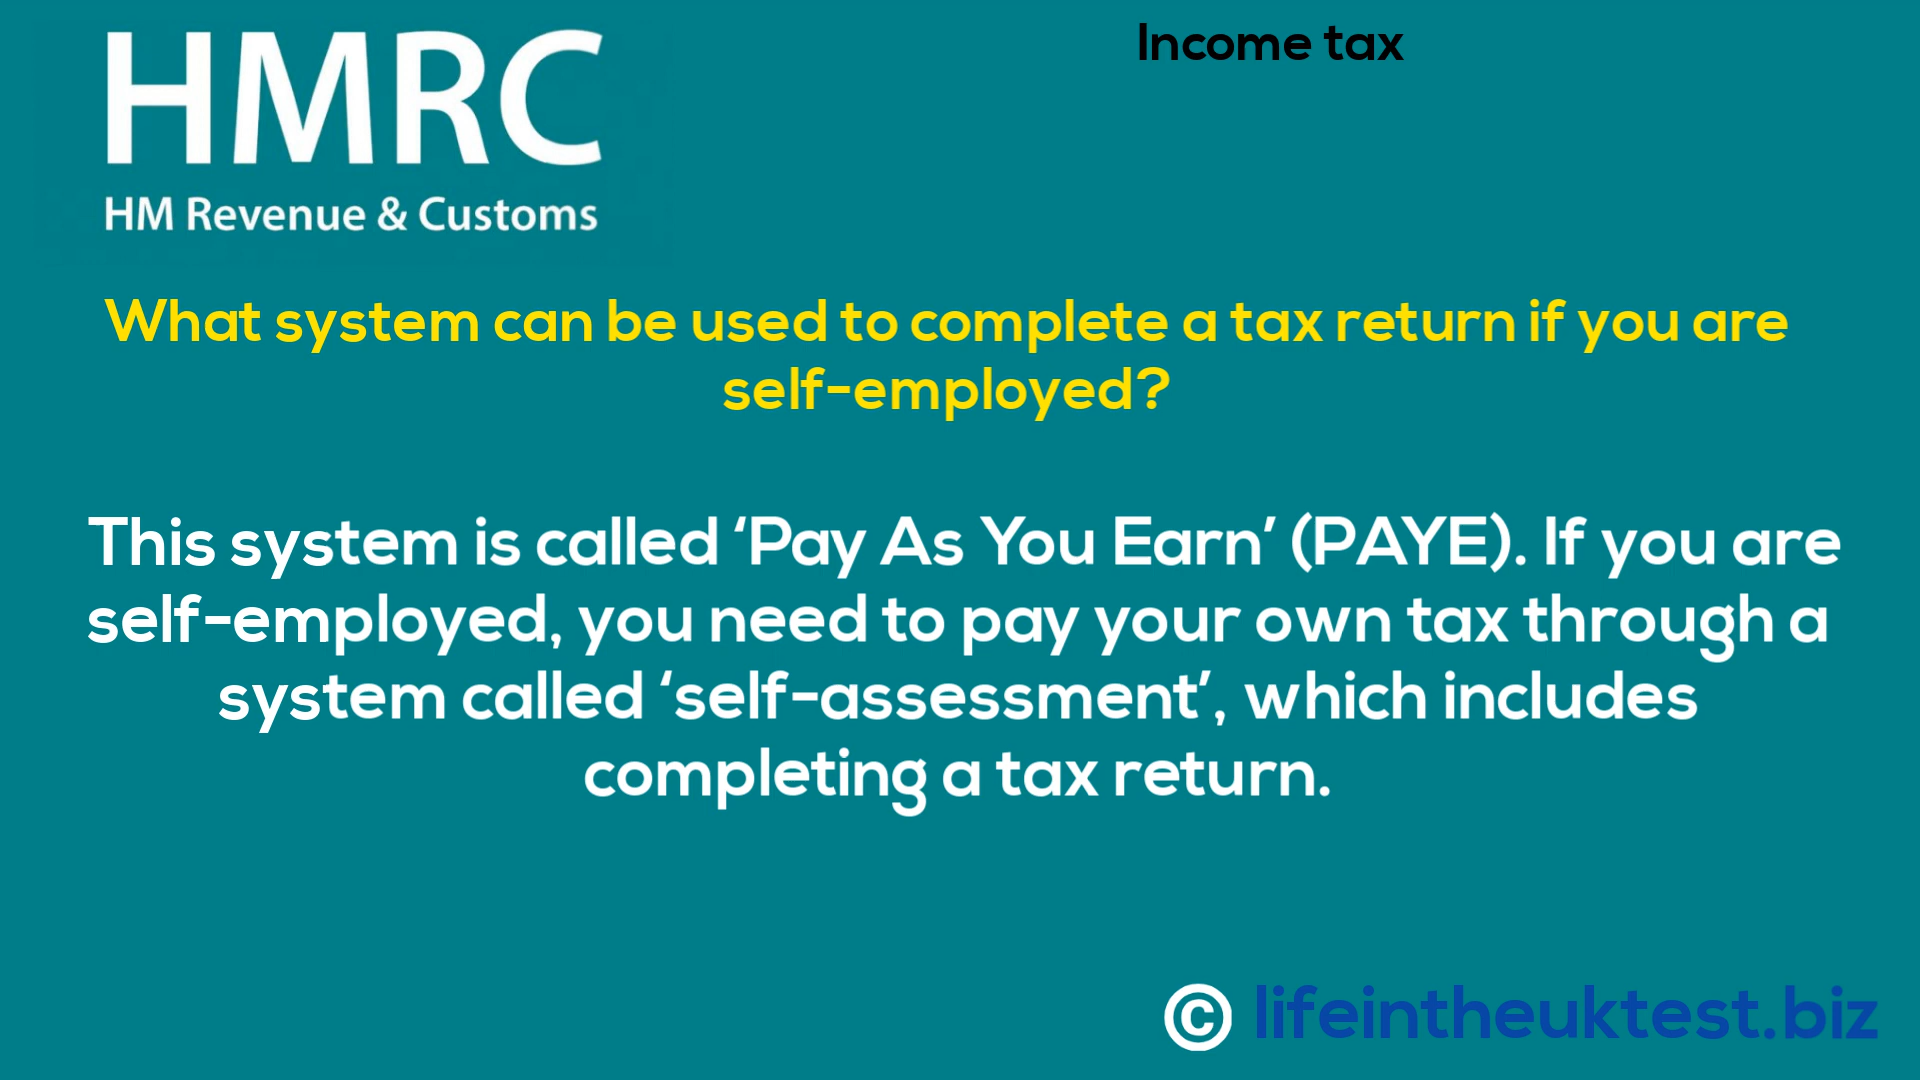 HMRC
HM Revenue & Customs
Income tax
What system can be used to complete a tax return if you are
self-employed?
This system is called ‘Pay As You Earn’ (PAYE). If you are
self-employed, you need to pay your own tax through a
system called ‘self-assessment’, which includes
completing a tax return.
© lifeintheuktest.biz